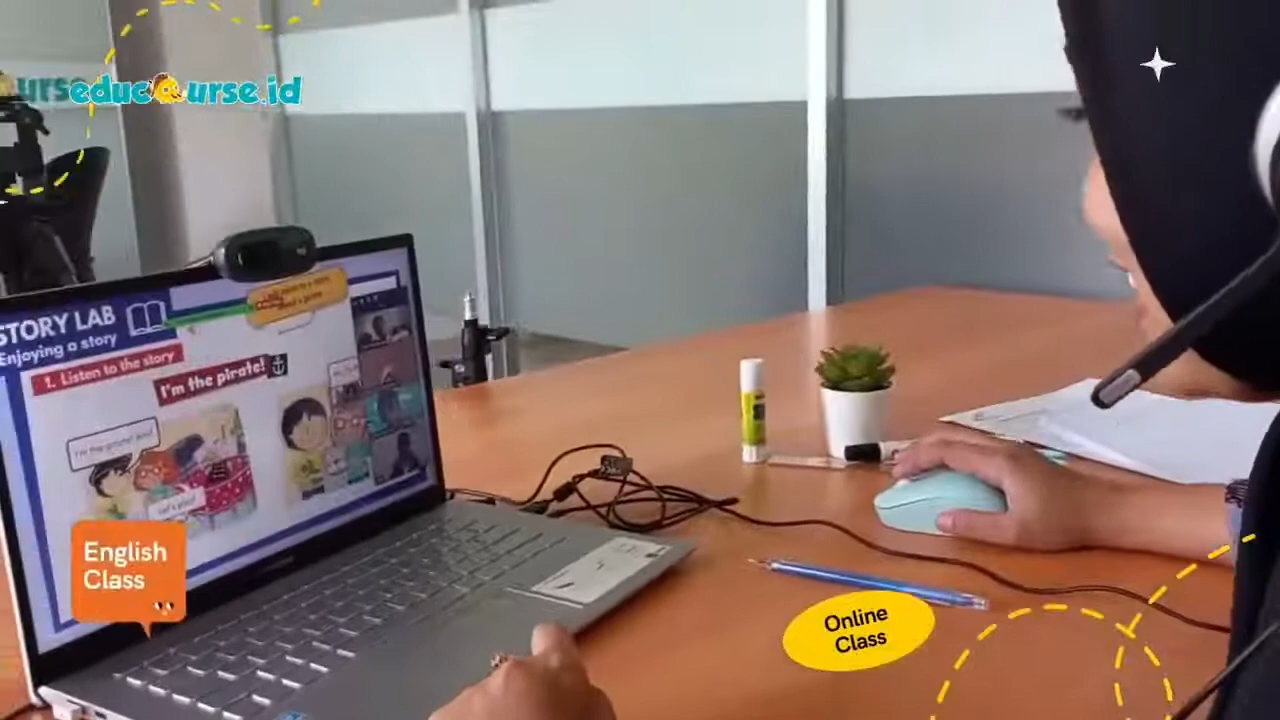 urseducourse.id
STORY LAB
Enjoying a story
1. Listen to the story
I'm the pirate!
English
Class
Online
Class